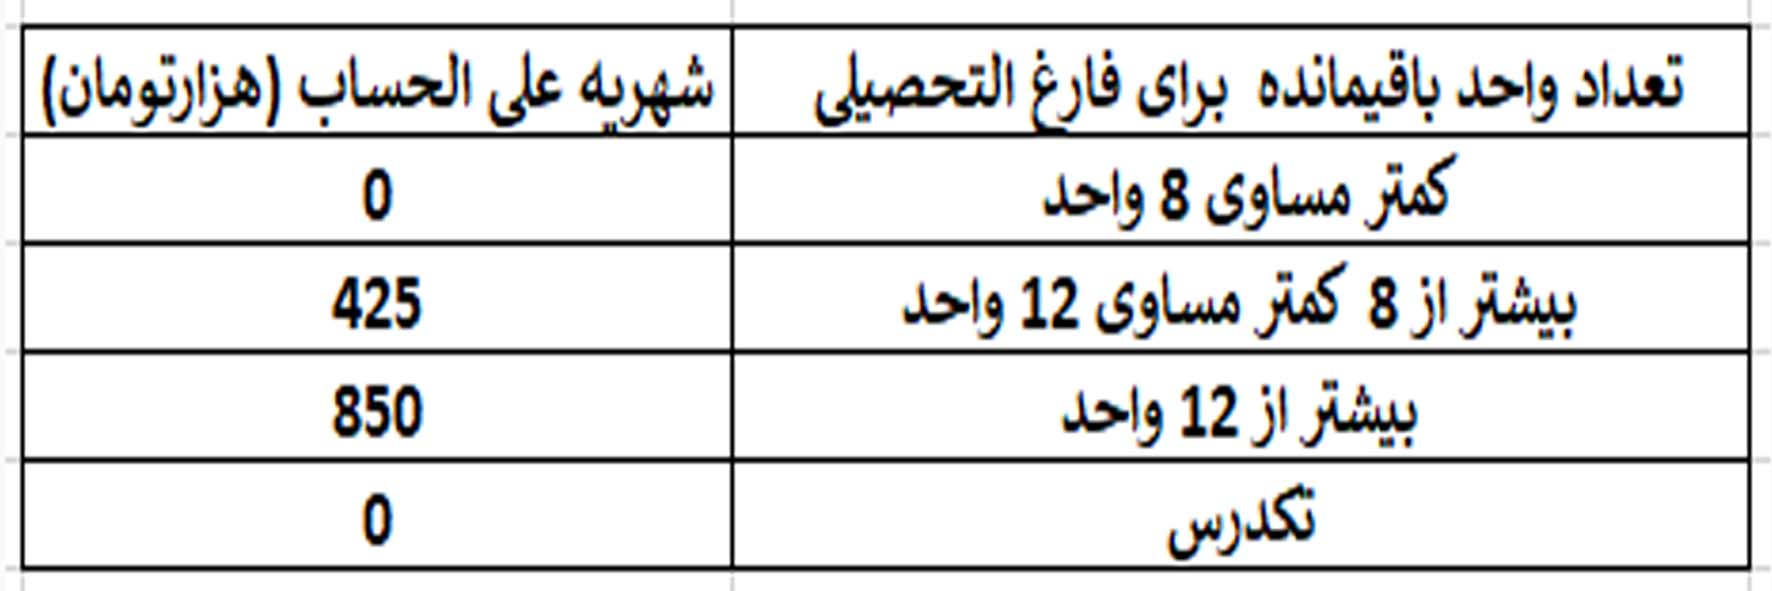 تعداد واحد باقیمانده برای فارغ التحصیلی شهریه علی الحساب (هزارتومان)
کمتر مساوی 8 واحد 0
بیشتر از 8 کمتر مساوی 12 واحد 425
بیشتر از 12 واحد 850
تکدرس 0